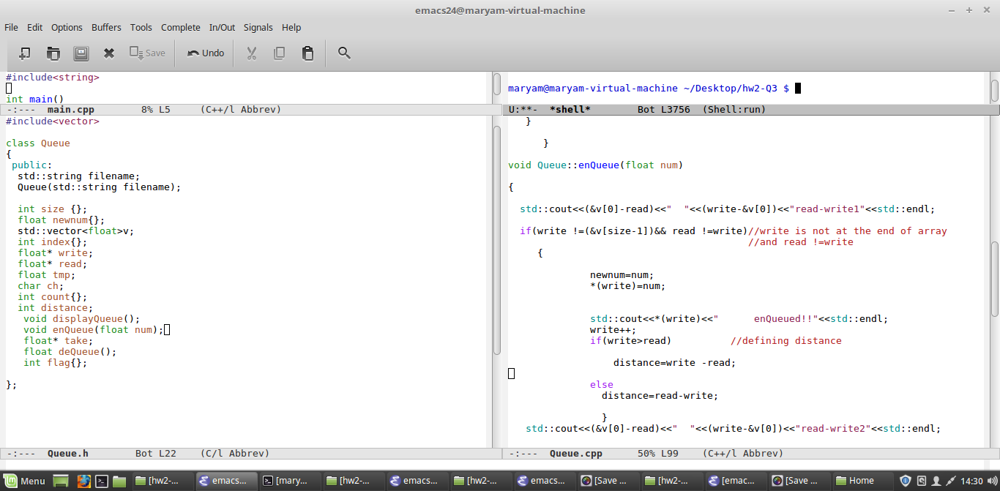 emacs24@maryam-virtual-machine
File Edit Options Buffers Tools Complete In/Out Signals Help
Save Undo
#include<string>
int main()
-:--- main.cpp 8% L5 (C++/l Abbrev)
#include<vector>
class Queue
{
public:
std::string filename;
Queue(std::string filename);
int size {};
float newnum{};
std::vector<float>v;
int index{};
float* write;
float* read;
float tmp;
char ch;
int count{};
int distance;
void displayQueue();
void enQueue(float num);
float* take;
float deQueue();
int flag{};
};
-:--- Queue.h Bot L22 (C/l Abbrev)
maryam@maryam-virtual-machine ~/Desktop/hw2-Q3 $
U:**- *shell* Bot L3756 (Shell:run)
}
}
void Queue::enQueue(float num)
{
std::cout<<(&v[0]-read)<<"  "<<(write-&v[0])<<"read-write1"<<std::endl;
if(write !=(&v[size-1])&& read !=write)//write is not at the end of array
//and read !=write
{
newnum=num;
*(write)=num;
std::cout<<*(write)<<"      enQueued!!"<<std::endl;
write++;
if(write>read) //defining distance
distance=write -read;
else
distance=read-write;
}
std::cout<<(&v[0]-read)<<"  "<<(write-&v[0])<<"read-write2"<<std::endl;
-:--- Queue.cpp 50% L99 (C++/l Abbrev)
Menu [hw2-... emacs... [mary... [hw2-... emacs... [hw2-... emacs... [Save ... [hw2-... [emac... [Save ... Home 14:30